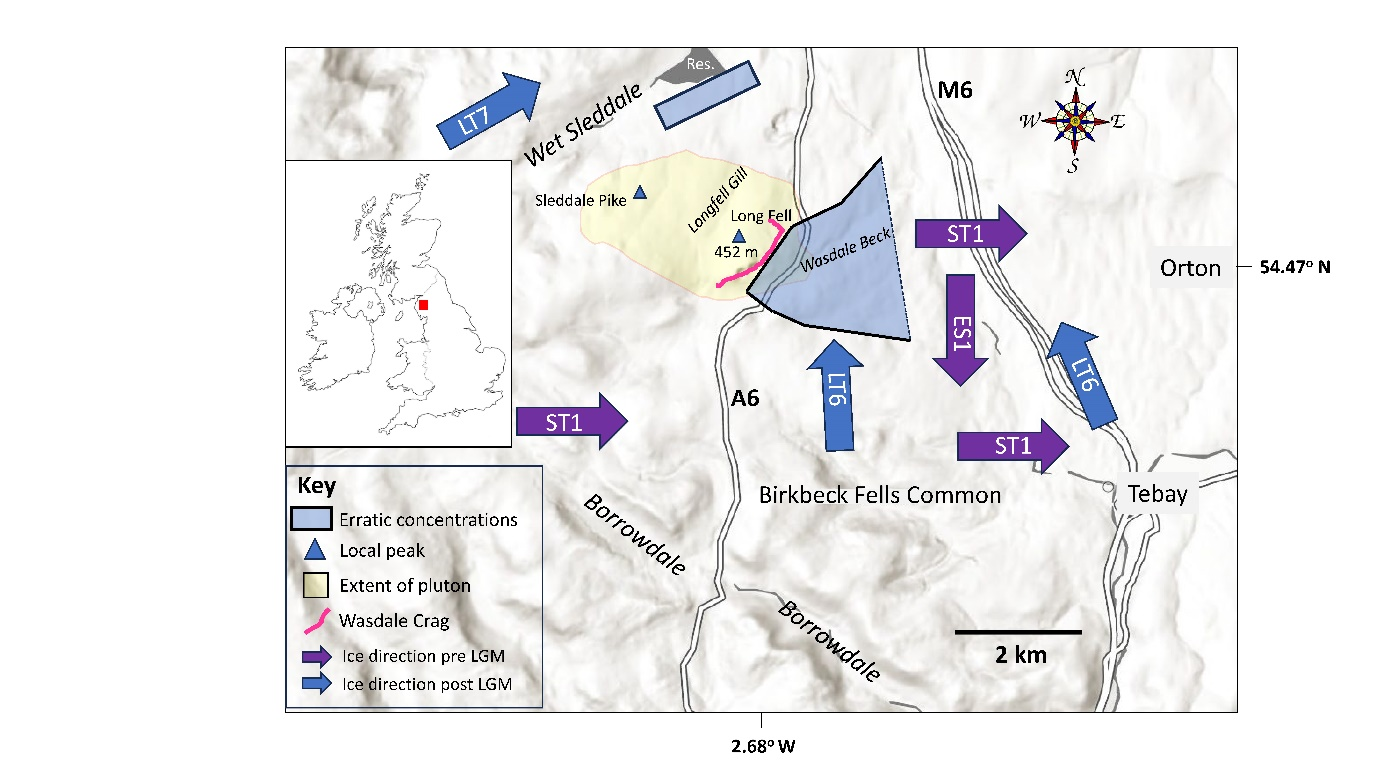 Res.
M6
N
W
E
S
LT7
Wet Sleddale
Sleddale Pike
Longfell Gill
Long Fell
452 m
Wasdale Beck
ST1
Orton
54.47º N
ES1
LT6
LT6
A6
ST1
ST1
Birkbeck Fells Common
Tebay
Borrowdale
Borrowdale
2 km
Key
Erratic concentrations
Local peak
Extent of pluton
Wasdale Crag
Ice direction pre LGM
Ice direction post LGM
2.68º W